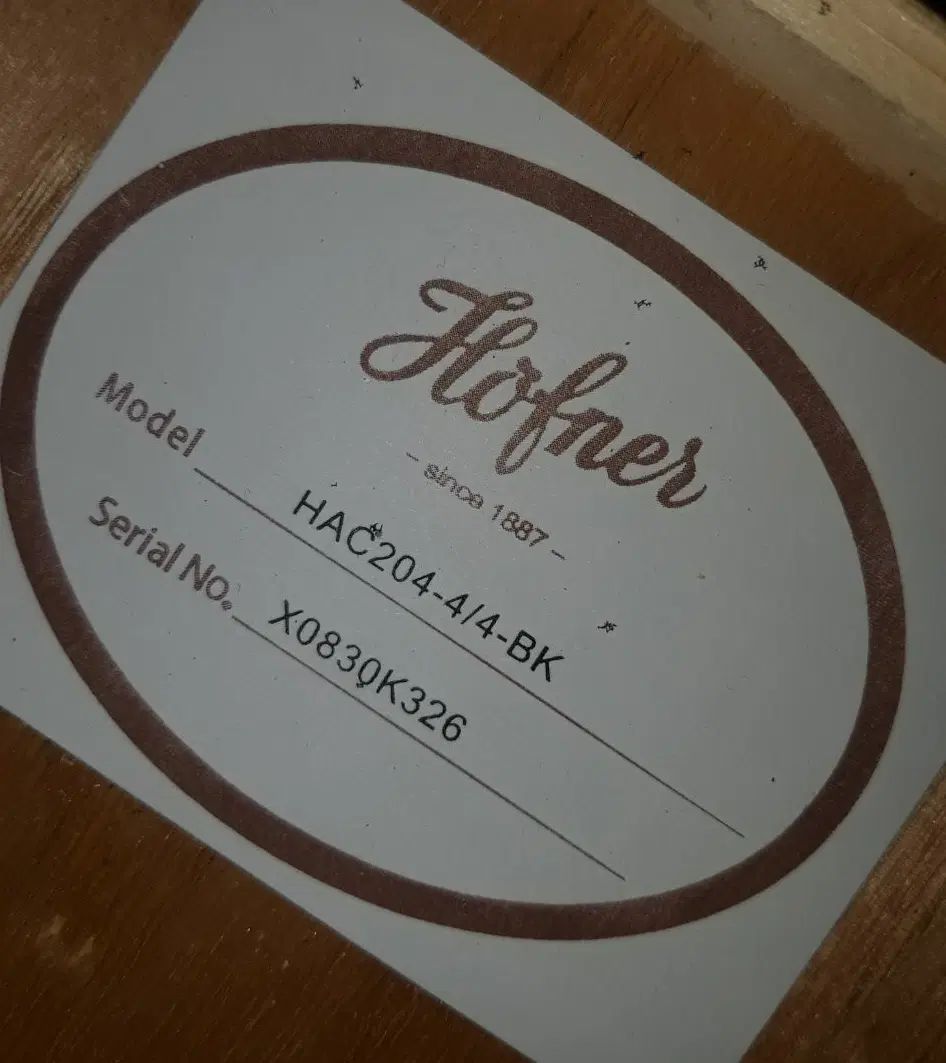 Höfner
- since 1887 -
Model HAC204-4/4-BK
Serial No. X0830K326